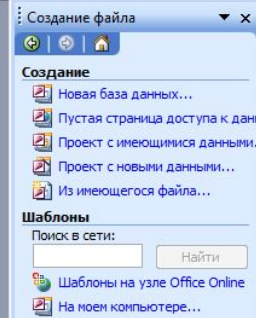 Создание файла
Создание
Новая база данных...
Пустая страница доступа к дан
Проект с имеющимися данными.
Проект с новыми данными...
Из имеющегося файла...
Шаблоны
Поиск в сети:
Найти
Шаблоны на узле Office Online
На моем компьютере...